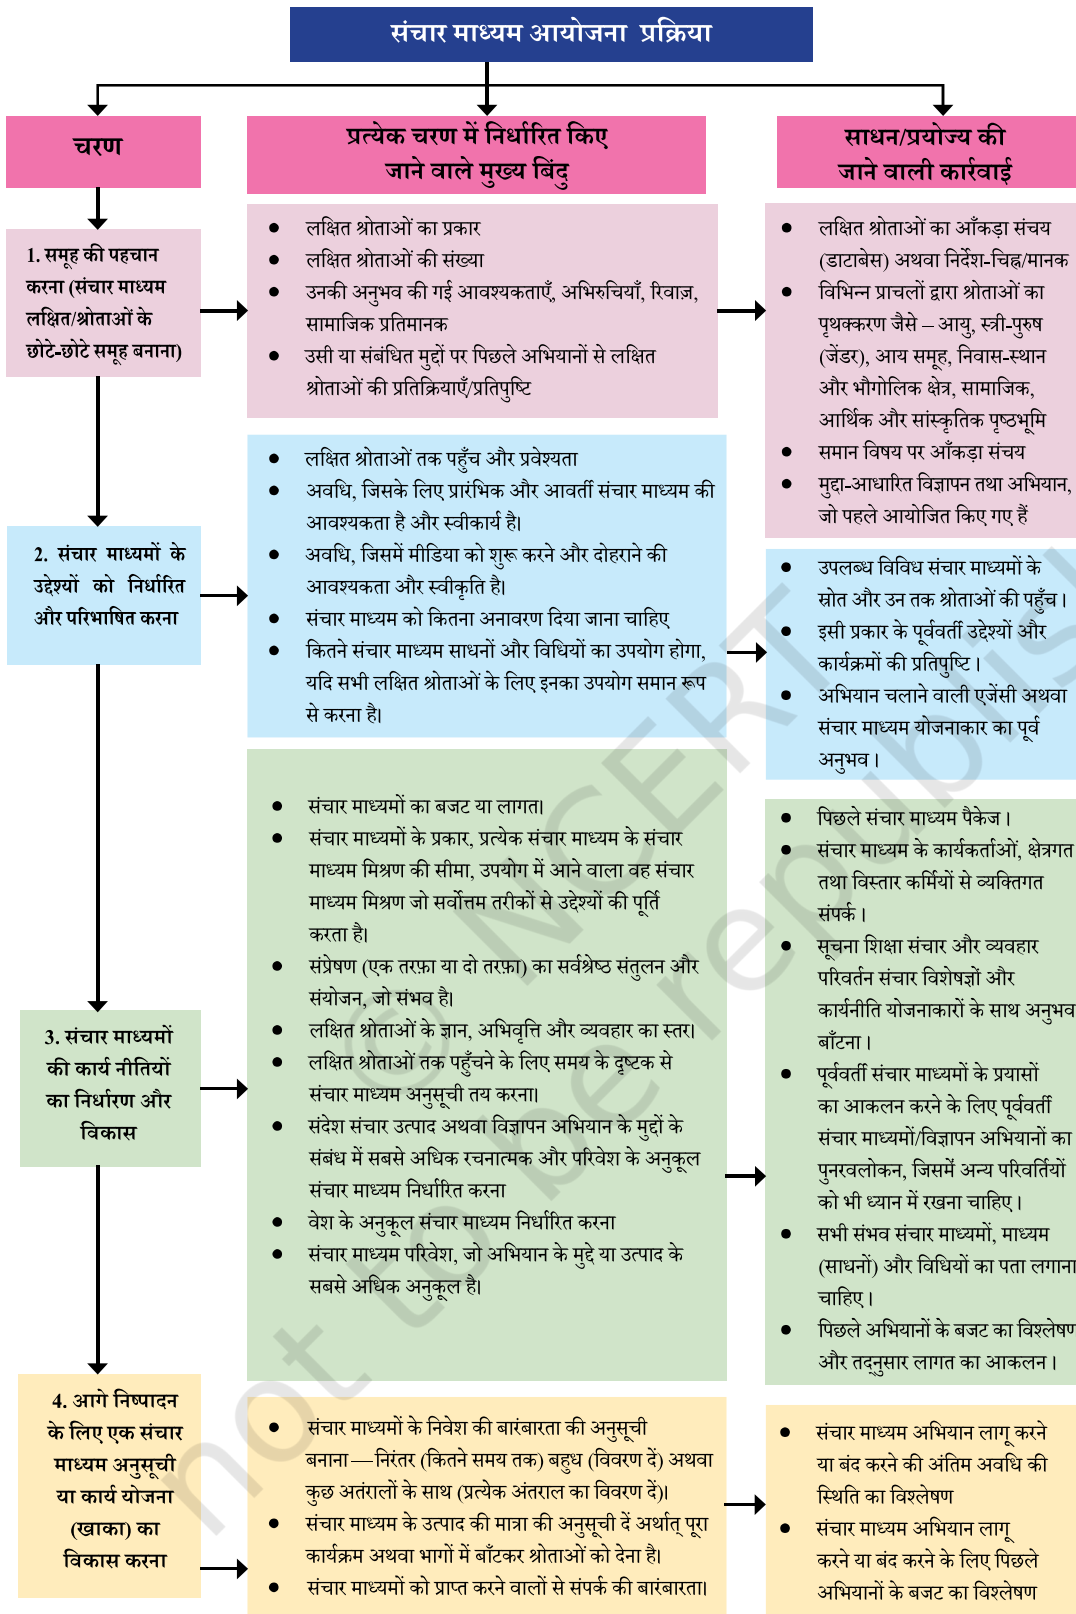 संचार माध्यम आयोजना प्रक्रिया
चरण
प्रत्येक चरण में निर्धारित किए
जाने वाले मुख्य बिंदु
साधन/प्रयोज्य की
जाने वाली कार्रवाई
1. समूह की पहचान
करना (संचार माध्यम
लक्षित/श्रोताओं के
छोटे-छोटे समूह बनाना)
● लक्षित श्रोताओं का प्रकार
● लक्षित श्रोताओं की संख्या
● उनकी अनुभव की गई आवश्यकताएँ, अभिरुचियाँ, रिवाज़,
सामाजिक प्रतिमानक
● उसी या संबंधित मुद्दों पर पिछले अभियानों से लक्षित
श्रोताओं की प्रतिक्रियाएँ/प्रतिपुष्टि
● लक्षित श्रोताओं का आँकड़ा संचय
(डाटाबेस) अथवा निर्देश-चिह्न/मानक
● विभिन्न प्राचलों द्वारा श्रोताओं का
पृथक्करण जैसे – आयु, स्त्री-पुरुष
(जेंडर), आय समूह, निवास-स्थान
और भौगोलिक क्षेत्र, सामाजिक,
आर्थिक और सांस्कृतिक पृष्ठभूमि
● समान विषय पर आँकड़ा संचय
● मुद्दा-आधारित विज्ञापन तथा अभियान,
जो पहले आयोजित किए गए हैं
2. संचार माध्यमों के
उद्देश्यों को निर्धारित
और परिभाषित करना
● लक्षित श्रोताओं तक पहुँच और प्रवेश्यता
● अवधि, जिसके लिए प्रारंभिक और आवर्ती संचार माध्यम की
आवश्यकता है और स्वीकार्य है।
● अवधि, जिसमें मीडिया को शुरू करने और दोहराने की
आवश्यकता और स्वीकृति है।
● संचार माध्यम को कितना अनावरण दिया जाना चाहिए
● कितने संचार माध्यम साधनों और विधियों का उपयोग होगा,
यदि सभी लक्षित श्रोताओं के लिए इनका उपयोग समान रूप
से करना है।
● उपलब्ध विविध संचार माध्यमों के
स्रोत और उन तक श्रोताओं की पहुँच।
● इसी प्रकार के पूर्ववर्ती उद्देश्यों और
कार्यक्रमों की प्रतिपुष्टि।
● अभियान चलाने वाली एजेंसी अथवा
संचार माध्यम योजनाकार का पूर्व
अनुभव।
3. संचार माध्यमों
की कार्य नीतियों
का निर्धारण और
विकास
● संचार माध्यमों का बजट या लागत।
● संचार माध्यमों के प्रकार, प्रत्येक संचार माध्यम के संचार
माध्यम मिश्रण की सीमा, उपयोग में आने वाला वह संचार
माध्यम मिश्रण जो सर्वोत्तम तरीकों से उद्देश्यों की पूर्ति
करता है।
● संप्रेषण (एक तरफ़ा या दो तरफ़ा) का सर्वश्रेष्ठ संतुलन और
संयोजन, जो संभव है।
● लक्षित श्रोताओं के ज्ञान, अभिवृत्ति और व्यवहार का स्तर।
● लक्षित श्रोताओं तक पहुँचने के लिए समय के दृष्टक से
संचार माध्यम अनुसूची तय करना।
● संदेश संचार उत्पाद अथवा विज्ञापन अभियान के मुद्दों के
संबंध में सबसे अधिक रचनात्मक और परिवेश के अनुकूल
संचार माध्यम निर्धारित करना
● वेश के अनुकूल संचार माध्यम निर्धारित करना
● संचार माध्यम परिवेश, जो अभियान के मुद्दे या उत्पाद के
सबसे अधिक अनुकूल है।
● पिछले संचार माध्यम पैकेज।
● संचार माध्यम के कार्यकर्ताओं, क्षेत्रगत
तथा विस्तार कर्मियों से व्यक्तिगत
संपर्क।
● सूचना शिक्षा संचार और व्यवहार
परिवर्तन संचार विशेषज्ञों और
कार्यनीति योजनाकारों के साथ अनुभव
बाँटना।
● पूर्ववर्ती संचार माध्यमों के प्रयासों
का आकलन करने के लिए पूर्ववर्ती
संचार माध्यमों/विज्ञापन अभियानों का
पुनरवलोकन, जिसमें अन्य परिवर्तियों
को भी ध्यान में रखना चाहिए।
● सभी संभव संचार माध्यमों, माध्यम
(साधनों) और विधियों का पता लगाना
चाहिए।
● पिछले अभियानों के बजट का विश्लेषण
और तद्नुसार लागत का आकलन।
4. आगे निष्पादन
के लिए एक संचार
माध्यम अनुसूची
या कार्य योजना
(खाका) का
विकास करना
● संचार माध्यमों के निवेश की बारंबारता की अनुसूची
बनाना—निरंतर (कितने समय तक) बहुध (विवरण दें) अथवा
कुछ अतंरालों के साथ (प्रत्येक अंतराल का विवरण दें)।
● संचार माध्यम के उत्पाद की मात्रा की अनुसूची दें अर्थात् पूरा
कार्यक्रम अथवा भागों में बाँटकर श्रोताओं को देना है।
● संचार माध्यमों को प्राप्त करने वालों से संपर्क की बारंबारता।
● संचार माध्यम अभियान लागू करने
या बंद करने की अंतिम अवधि की
स्थिति का विश्लेषण
● संचार माध्यम अभियान लागू
करने या बंद करने के लिए पिछले
अभियानों के बजट का विश्लेषण
© NCERT
not to be republish